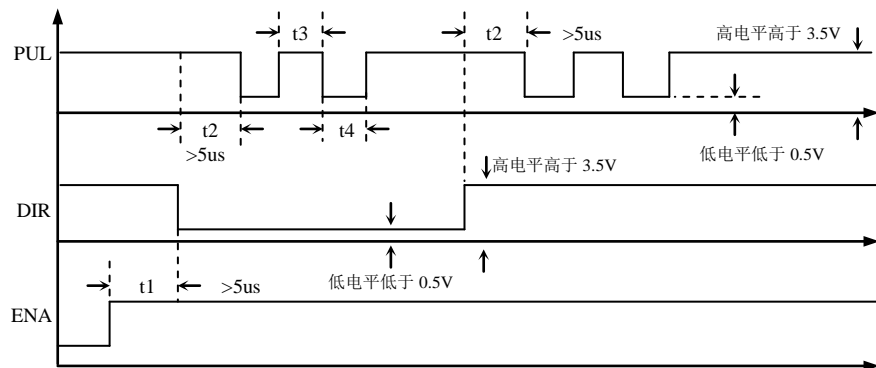 t3
t2
>5us
高电平高于 3.5V
PUL
t2
t4
>5us
低电平低于 0.5V
高电平高于 3.5V
DIR
低电平低于 0.5V
t1
>5us
ENA